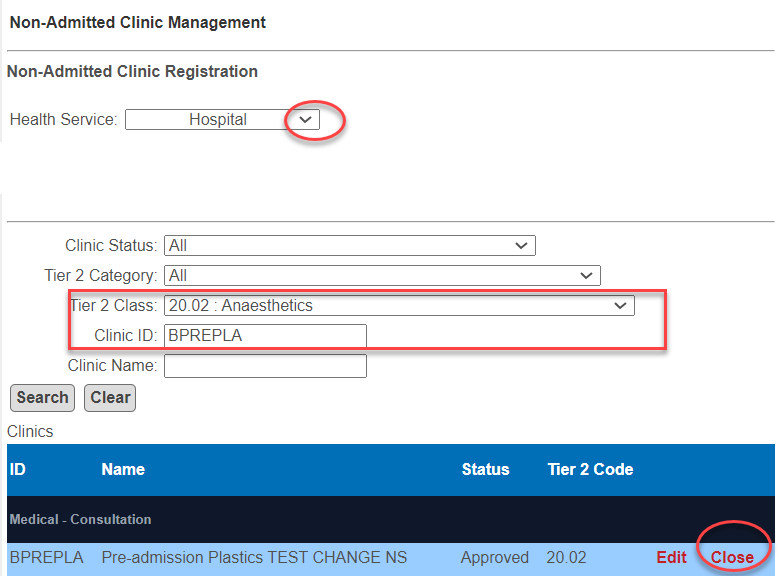 Non-Admitted Clinic Management
Non-Admitted Clinic Registration
Health Service: Hospital
Clinic Status: All
Tier 2 Category: All
Tier 2 Class: 20.02 : Anaesthetics
Clinic ID: BPREPLA
Clinic Name:
Search Clear
Clinics
ID Name Status Tier 2 Code
Medical - Consultation
BPREPLA Pre-admission Plastics TEST CHANGE NS Approved 20.02 Edit Close